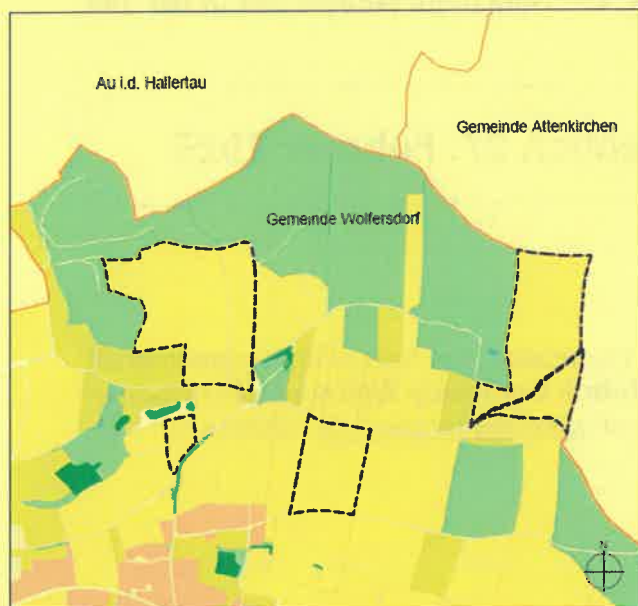 Au i.d. Hallertau
Gemeinde Attenkirchen
Gemeinde Wolfersdorf
N